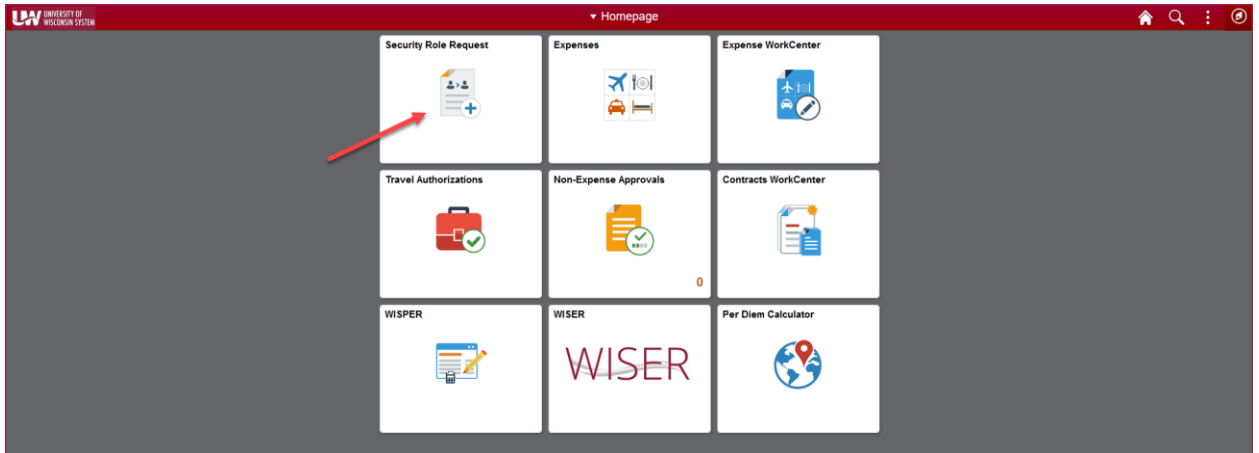 UW UNIVERSITY OF
WISCONSIN SYSTEM
Homepage
Security Role Request
Expenses
Expense WorkCenter
Travel Authorizations
Non-Expense Approvals
Contracts WorkCenter
0
WISPER
WISER
Per Diem Calculator
WISER